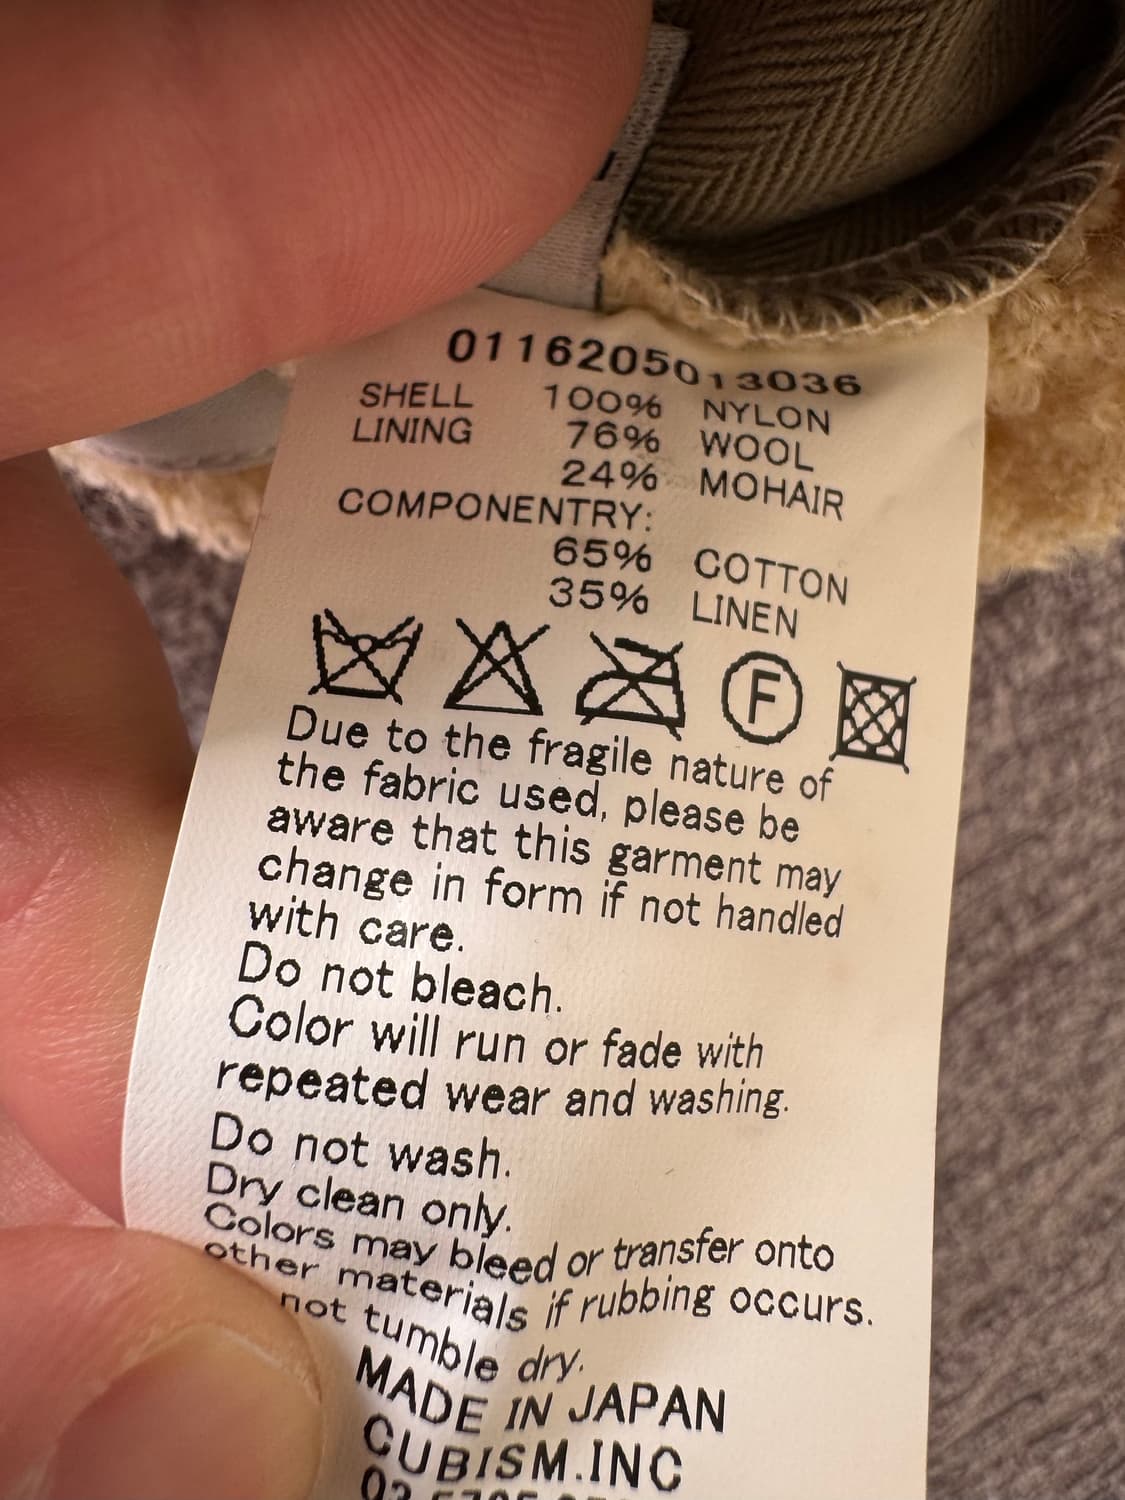 0116205013036
SHELL 100% NYLON
LINING 76% WOOL
24% MOHAIR
COMPONENTRY:
65% COTTON
35% LINEN
F
Due to the fragile nature of
the fabric used, please be
aware that this garment may
change in form if not handled
with care.
Do not bleach.
Color will run or fade with
repeated wear and washing.
Do not wash.
Dry clean only.
Colors may bleed or transfer onto
other materials if rubbing occurs.
not tumble dry.
MADE IN JAPAN
CUBISM.INC